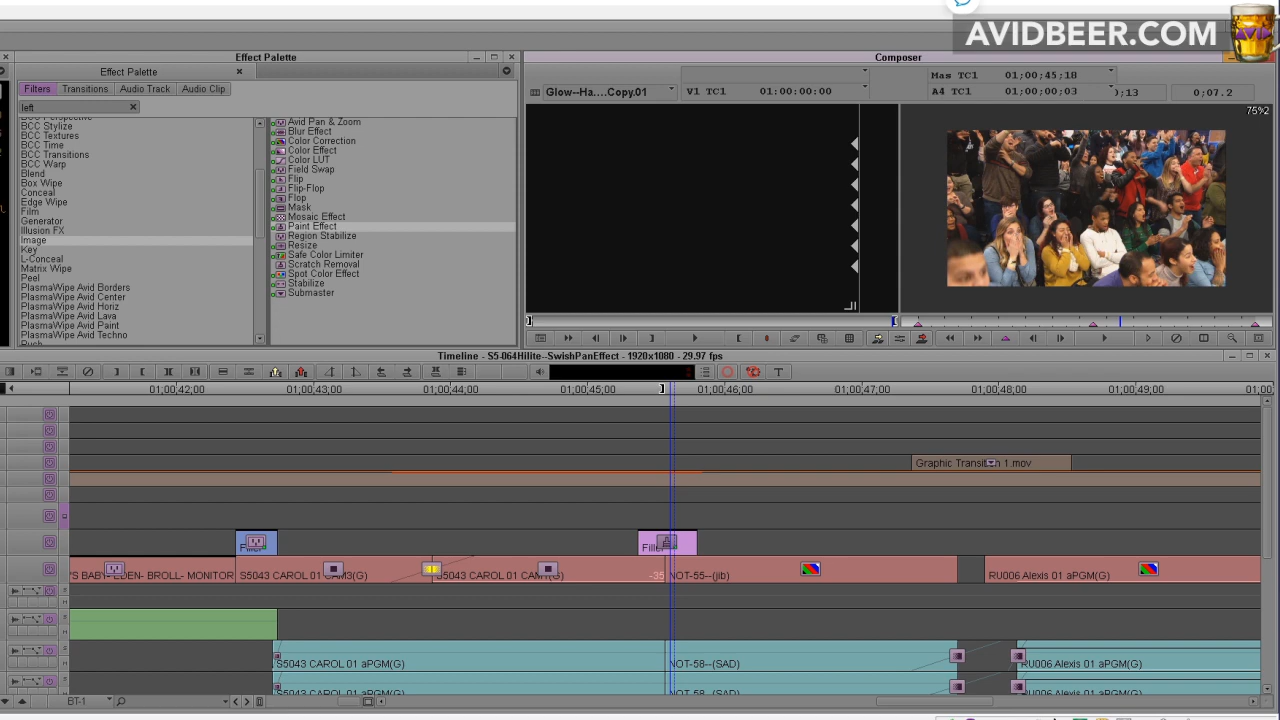 AVIDBEER.COM
Effect Palette
Composer
Effect Palette
Filters Transitions Audio Track Audio Clip
left
Mas TC1 01;00;45;18
Glow--Ha....Copy.01 V1 TC1 01:00:00:00 A4 TC1 01;00;00;03 ;13 0;07.2
75%2
BCC Stylize
BCC Textures
BCC Time
BCC Transitions
BCC Warp
Blend
Box Wipe
Conceal
Edge Wipe
Film
Generator
Illusion FX
Image
Key
L-Conceal
Matrix Wipe
Peel
PlasmaWipe Avid Borders
PlasmaWipe Avid Center
PlasmaWipe Avid Horiz
PlasmaWipe Avid Lava
PlasmaWipe Avid Paint
PlasmaWipe Avid Techno
Push
Avid Pan & Zoom
Blur Effect
Color Correction
Color Effect
Color LUT
Field Swap
Flip
Flip-Flop
Flop
Mask
Mosaic Effect
Paint Effect
Region Stabilize
Resize
Safe Color Limiter
Scratch Removal
Spot Color Effect
Stabilize
Submaster
Timeline - S5-064Hilite--SwishPanEffect - 1920x1080 - 29.97 fps
01;00;42;00 01;00;43;00 01;00;44;00 01;00;45;00 01;00;46;00 01;00;47;00 01;00;48;00 01;00;49;00 01;00
Graphic Transition 1.mov
Filler Filler
'S BABY- EDEN- BROLL- MONITOR S5043 CAROL 01 CAM3(G) S5043 CAROL 01 CAM1(G) -35 NOT-55--(jib) RU006 Alexis 01 aPGM(G)
S5043 CAROL 01 aPGM(G) NOT-58--(SAD) RU006 Alexis 01 aPGM(G)
S5043 CAROL 01 aPGM(G) NOT-58--(SAD) RU006 Alexis 01 aPGM(G)
BT-1